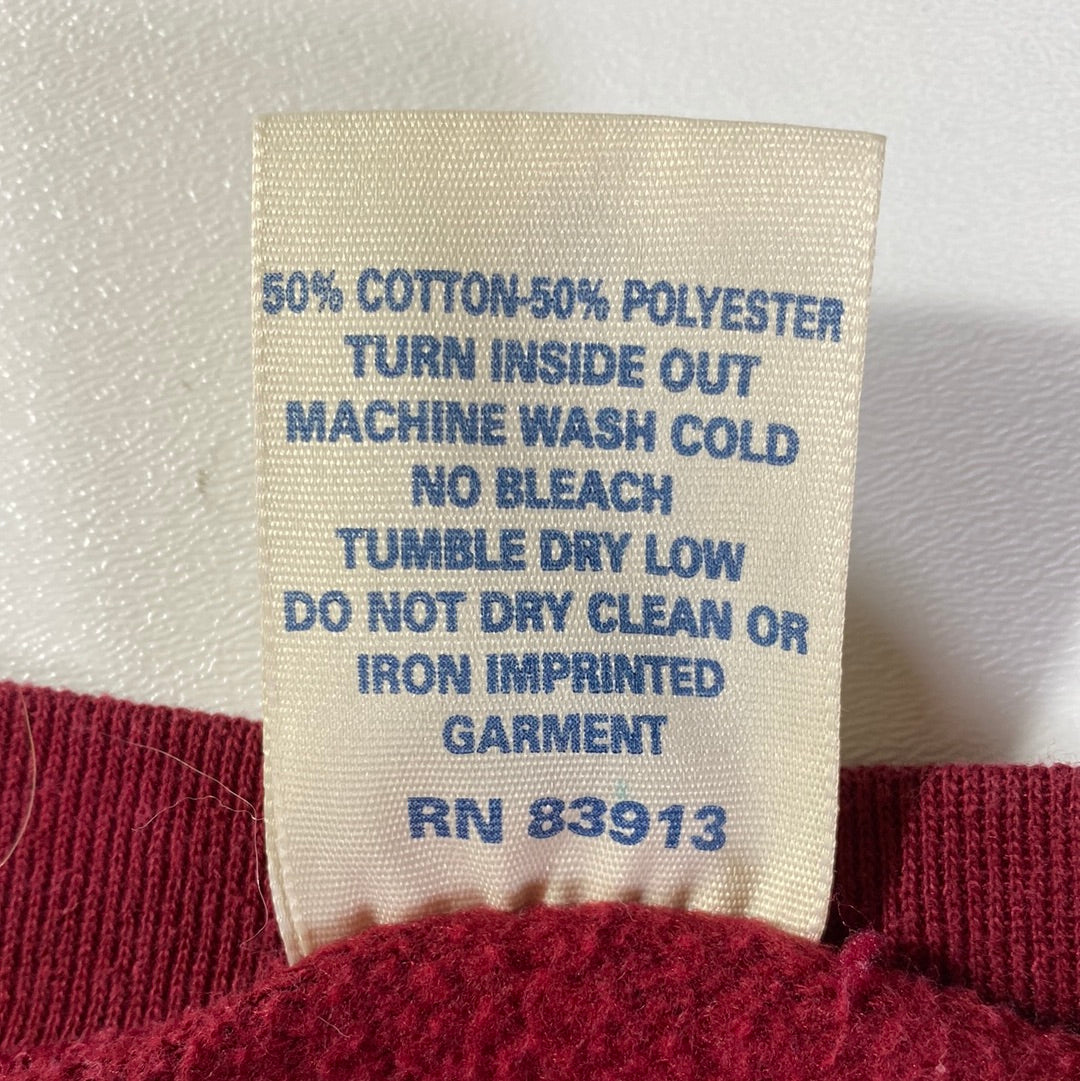 50% COTTON-50% POLYESTER
TURN INSIDE OUT
MACHINE WASH COLD
NO BLEACH
TUMBLE DRY LOW
DO NOT DRY CLEAN OR
IRON IMPRINTED
GARMENT
RN 83913